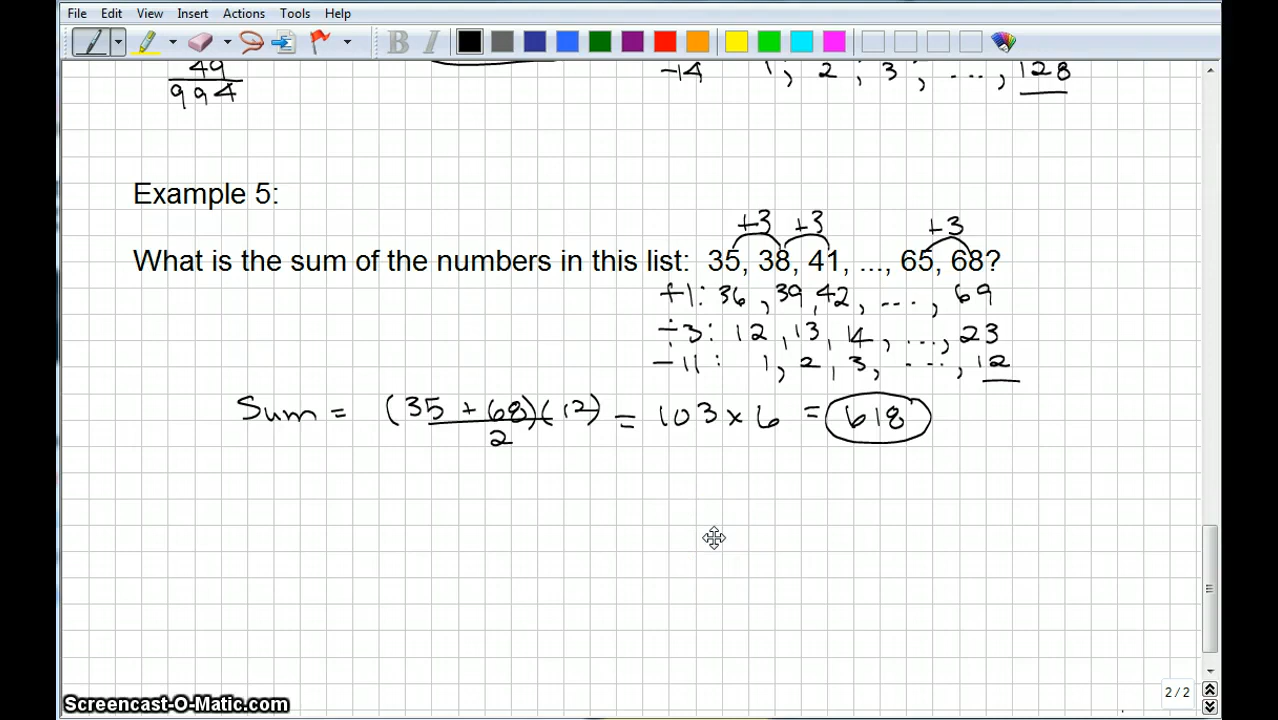 File Edit View Insert Actions Tools Help
B I
49
994
-14 1, 2, 3, ..., 128
Example 5:
+3 +3 +3
What is the sum of the numbers in this list: 35, 38, 41, ..., 65, 68?
+1: 36, 39, 42, ..., 69
÷3: 12, 13, 14, ..., 23
-11: 1, 2, 3, ..., 12
Sum = (35 + 68)(12) = 103 x 6 = 618
2
2/2
Screencast-O-Matic.com